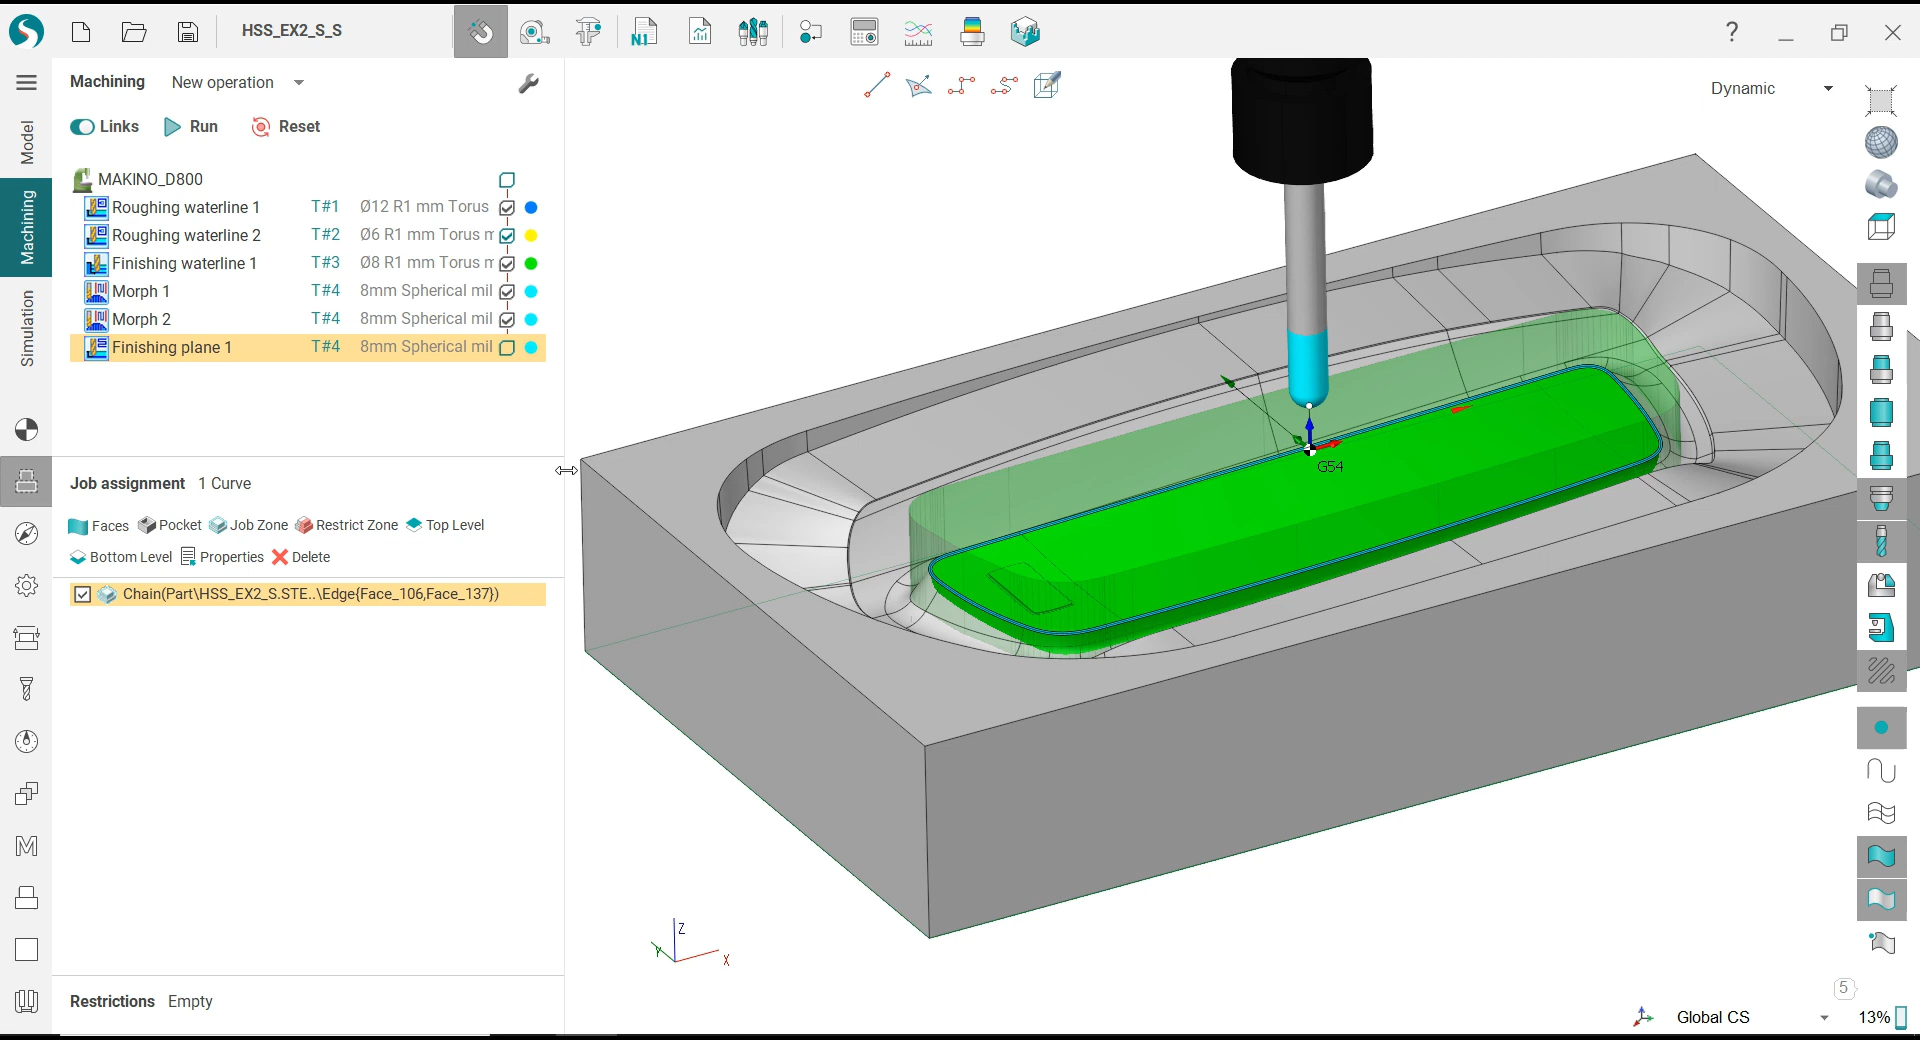 HSS_EX2_S_S
N1
?
Machining New operation
Dynamic
Links Run Reset
Model
Machining
Simulation
MAKINO_D800
Roughing waterline 1 T#1 Ø12 R1 mm Torus
Roughing waterline 2 T#2 Ø6 R1 mm Torus m
Finishing waterline 1 T#3 Ø8 R1 mm Torus m
Morph 1 T#4 8mm Spherical mil
Morph 2 T#4 8mm Spherical mil
Finishing plane 1 T#4 8mm Spherical mil
G54
Job assignment 1 Curve
Faces Pocket Job Zone Restrict Zone Top Level
Bottom Level Properties Delete
Chain(Part\HSS_EX2_S.STE..\Edge{Face_106,Face_137})
M
Z
Y
X
Restrictions Empty
5
Global CS 13%